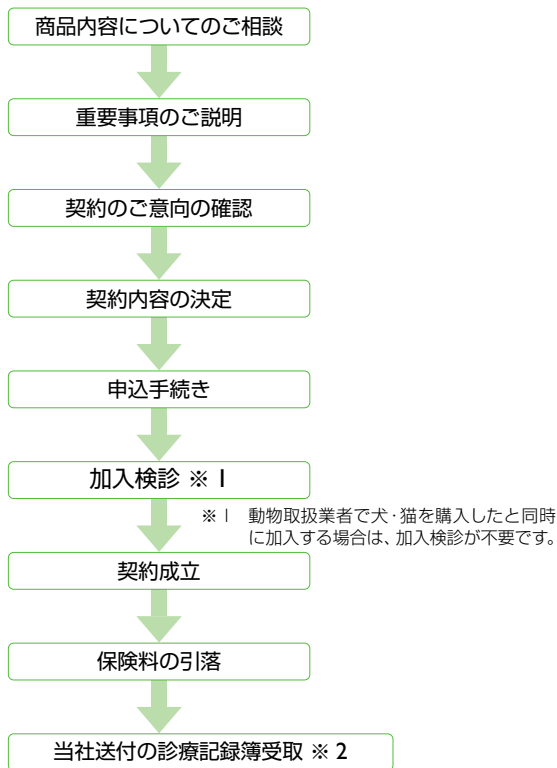 商品内容についてのご相談
重要事項のご説明
契約のご意向の確認
契約内容の決定
申込手続き
加入検診 ※ 1
※ 1 動物取扱業者で犬・猫を購入したと同時
に加入する場合は、加入検診が不要です。
契約成立
保険料の引落
当社送付の診療記録簿受取 ※ 2